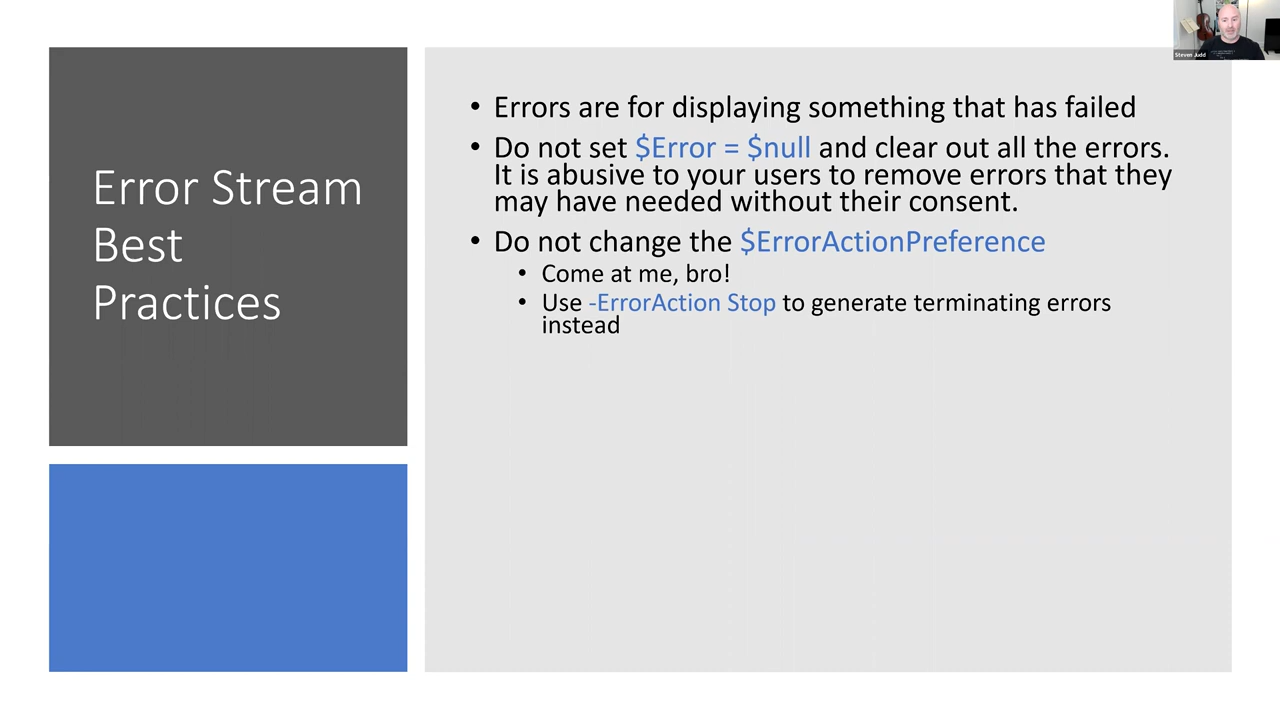 Error Stream
Best
Practices
• Errors are for displaying something that has failed
• Do not set $Error = $null and clear out all the errors.
It is abusive to your users to remove errors that they
may have needed without their consent.
• Do not change the $ErrorActionPreference
• Come at me, bro!
• Use -ErrorAction Stop to generate terminating errors
instead
Steven Judd